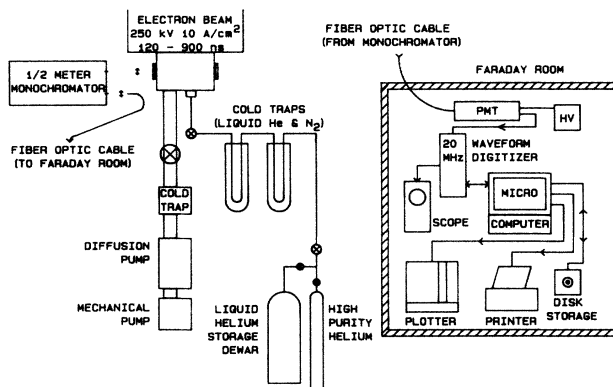 ELECTRON BEAM
250 kV 10 A/cm²
120 - 900 ns
1/2 METER
MONOCHROMATOR
FIBER OPTIC CABLE
(TO FARADAY ROOM)
COLD TRAPS
(LIQUID He & N₂)
COLD
TRAP
DIFFUSION
PUMP
MECHANICAL
PUMP
LIQUID
HELIUM
STORAGE
DEWAR
HIGH
PURITY
HELIUM
FIBER OPTIC CABLE
(FROM MONOCHROMATOR)
FARADAY ROOM
PMT
HV
20
MHz
WAVEFORM
DIGITIZER
SCOPE
MICRO
COMPUTER
PLOTTER
PRINTER
DISK
STORAGE